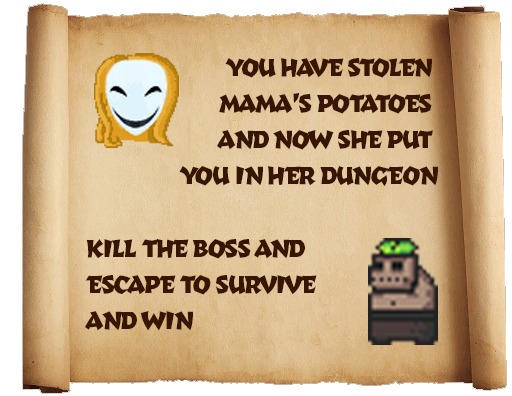 YOU HAVE STOLEN
MAMA'S POTATOES
AND NOW SHE PUT
YOU IN HER DUNGEON
KILL THE BOSS AND
ESCAPE TO SURVIVE
AND WIN